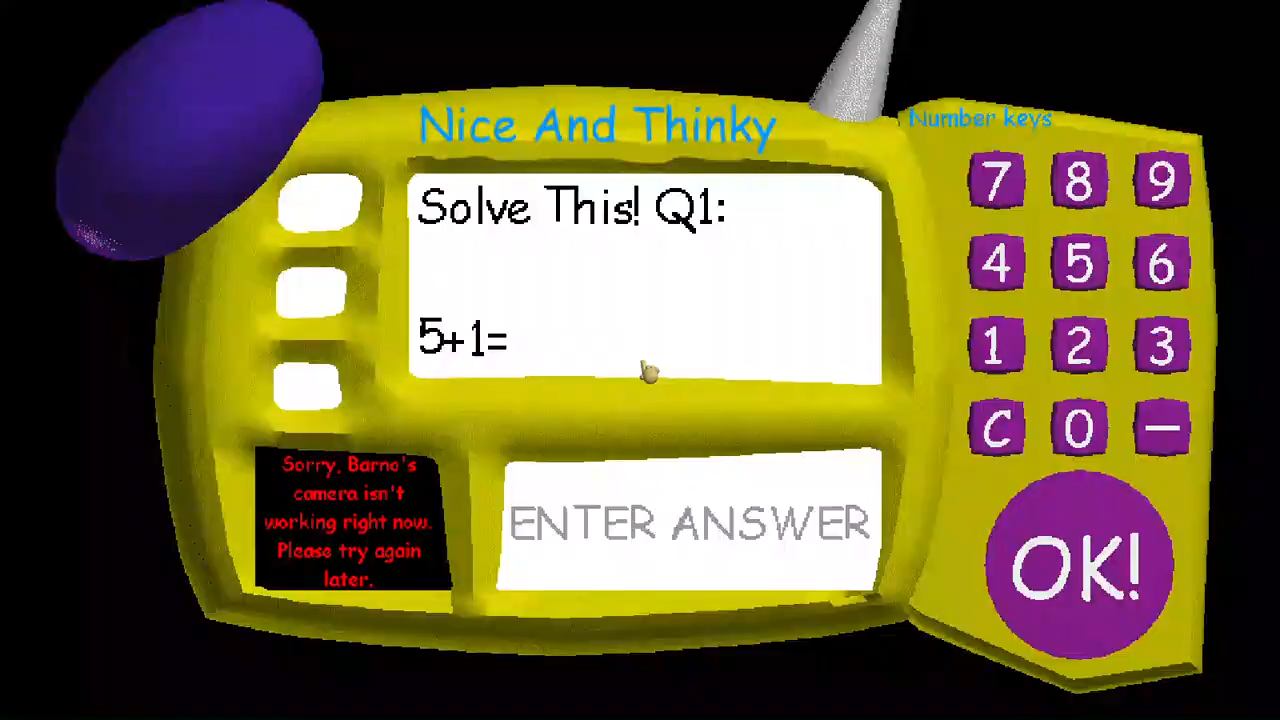 Nice And Thinky
Number keys
Solve This! Q1:
5+1=
7 8 9
4 5 6
1 2 3
C 0 —
Sorry, Barno's
camera isn't
working right now.
Please try again
later.
ENTER ANSWER
OK!